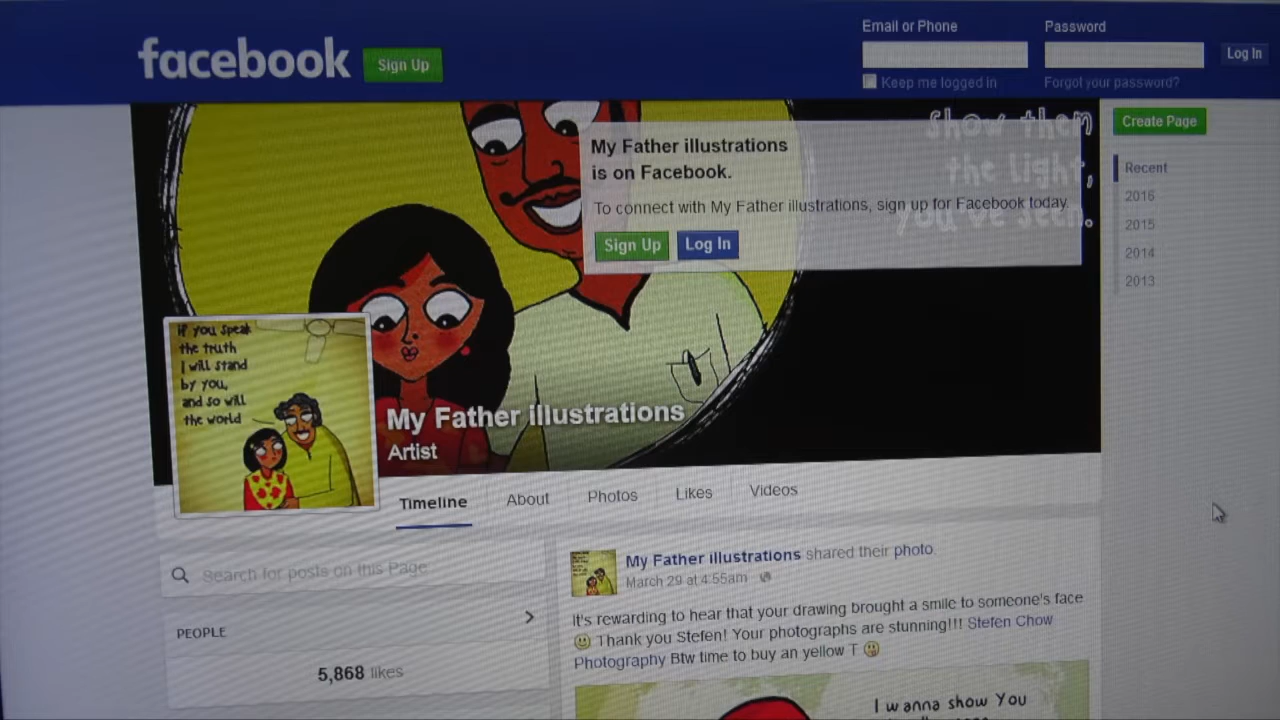 facebook
Sign Up
Email or Phone
Password
Log In
Keep me logged in
Forgot your password?
show them
the light,
you've seen.
My Father illustrations
is on Facebook.
To connect with My Father illustrations, sign up for Facebook today.
Sign Up
Log In
Create Page
Recent
2016
2015
2014
2013
If you speak
the truth
I will stand
by you,
and so will
the world
My Father illustrations
Artist
Timeline
About
Photos
Likes
Videos
Search for posts on this Page
PEOPLE
5,868 likes
My Father illustrations shared their photo.
March 29 at 4:55am
It's rewarding to hear that your drawing brought a smile to someone's face
Thank you Stefen! Your photographs are stunning!!! Stefen Chow
Photography Btw time to buy an yellow T
I wanna show You